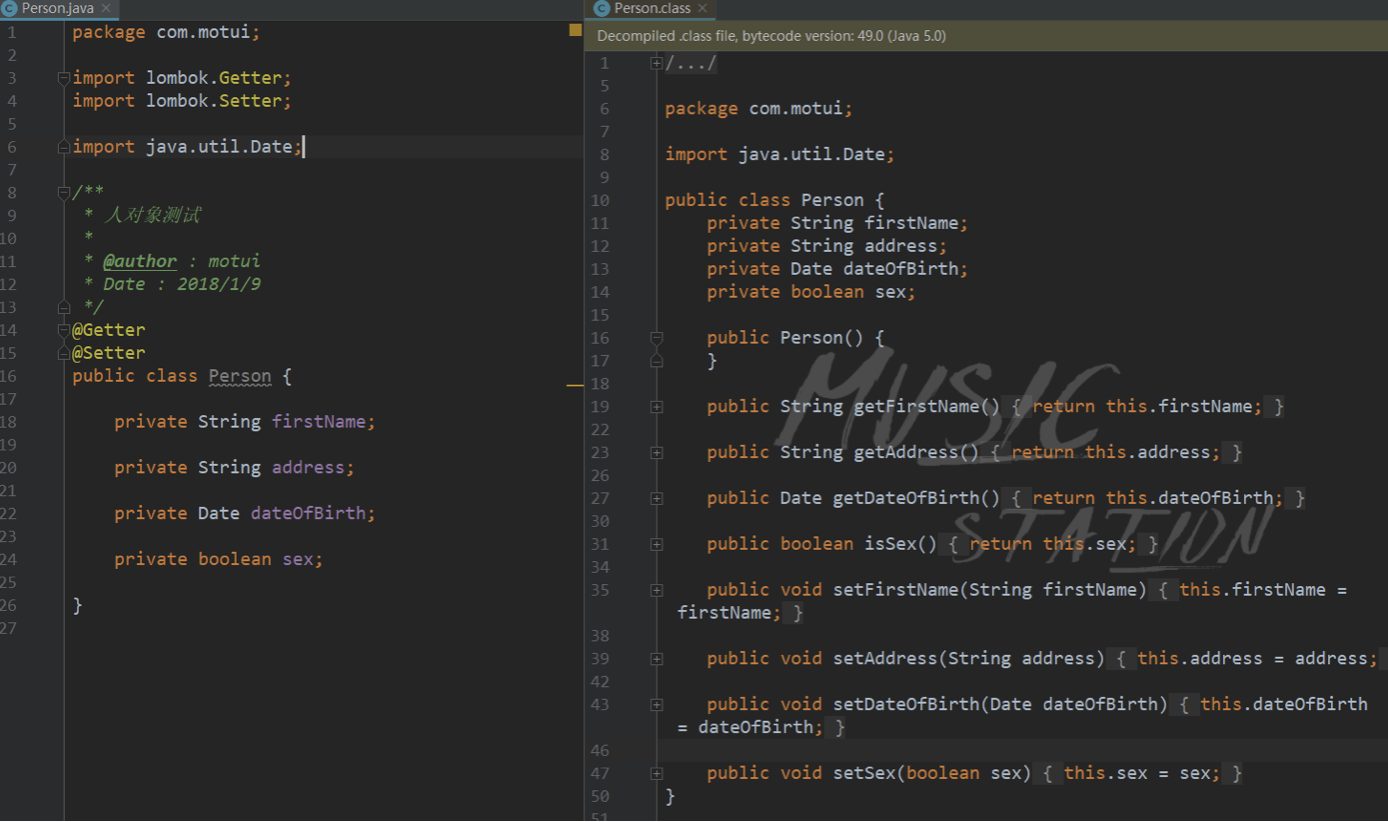 Person.java
1 package com.motui;
2
3 import lombok.Getter;
4 import lombok.Setter;
5
6 import java.util.Date;
7
8 /**
9 * 人对象测试
10 *
11 * @author : motui
12 * Date : 2018/1/9
13 */
14 @Getter
15 @Setter
16 public class Person {
17
18 private String firstName;
19
20 private String address;
21
22 private Date dateOfBirth;
23
24 private boolean sex;
25
26 }
27
Person.class
Decompiled .class file, bytecode version: 49.0 (Java 5.0)
1 /.../
5
6 package com.motui;
7
8 import java.util.Date;
9
10 public class Person {
11 private String firstName;
12 private String address;
13 private Date dateOfBirth;
14 private boolean sex;
15
16 public Person() {
17 }
18
19 public String getFirstName() { return this.firstName; }
22
23 public String getAddress() { return this.address; }
26
27 public Date getDateOfBirth() { return this.dateOfBirth; }
30
31 public boolean isSex() { return this.sex; }
34
35 public void setFirstName(String firstName) { this.firstName =
firstName; }
38
39 public void setAddress(String address) { this.address = address;
42
43 public void setDateOfBirth(Date dateOfBirth) { this.dateOfBirth
= dateOfBirth; }
46
47 public void setSex(boolean sex) { this.sex = sex; }
50 }
51
MUSIC
STATION